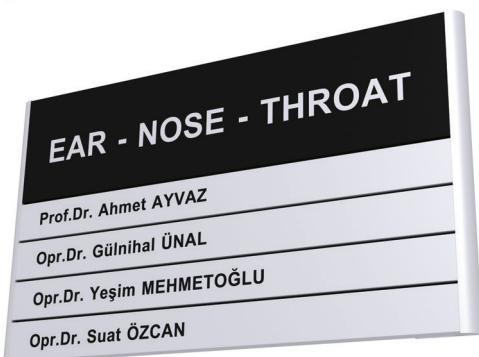 EAR - NOSE - THROAT
Prof.Dr. Ahmet AYVAZ
Opr.Dr. Gülnihal ÜNAL
Opr.Dr. Yeşim MEHMETOĞLU
Opr.Dr. Suat ÖZCAN